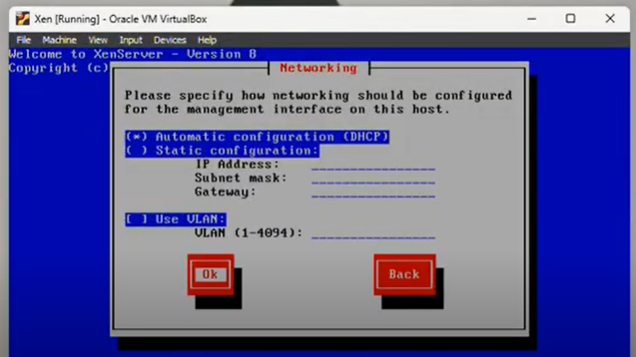 Xen [Running] - Oracle VM VirtualBox
File Machine View Input Devices Help
Welcome to XenServer - Version 8
Copyright (c)
Networking
Please specify how networking should be configured
for the management interface on this host.
(*) Automatic configuration (DHCP)
( ) Static configuration:
IP Address:
Subnet mask:
Gateway:
[ ] Use VLAN:
VLAN (1-4094):
Ok Back